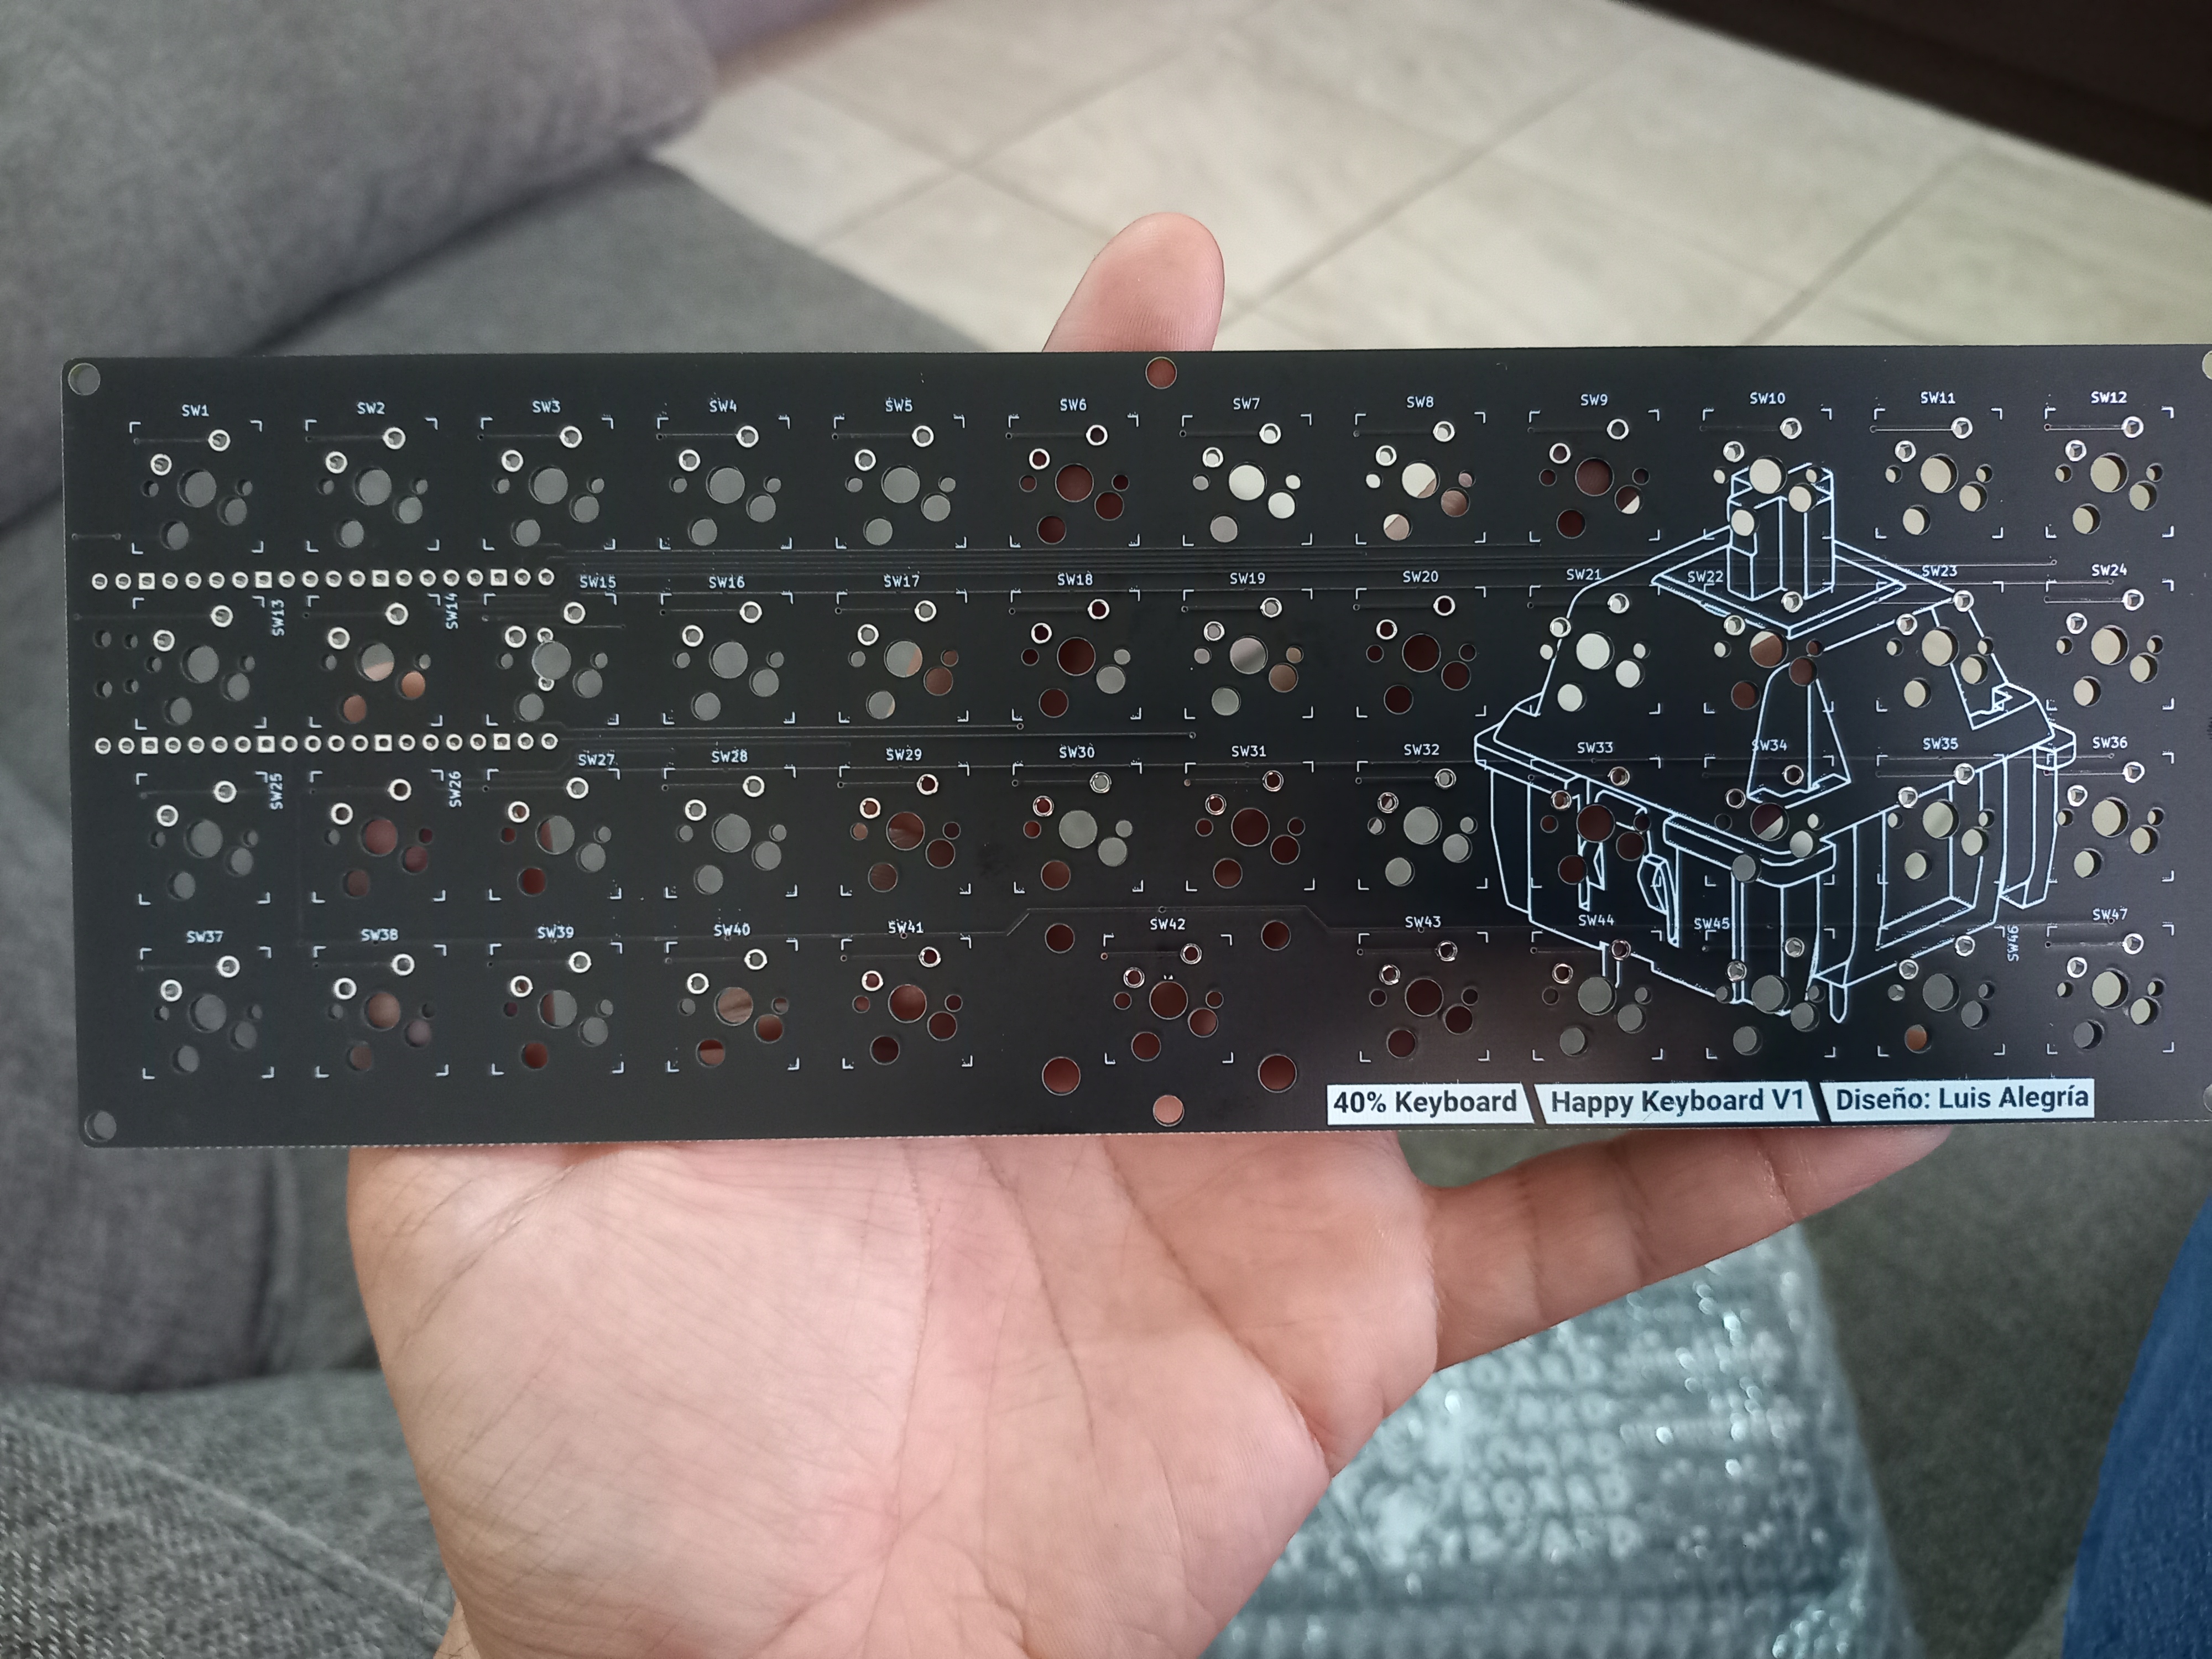 SW1 SW2 SW3 SW4 SW5 SW6 SW7 SW8 SW9 SW10 SW11 SW12
SW13 SW14 SW15 SW16 SW17 SW18 SW19 SW20 SW21 SW22 SW23 SW24
SW25 SW26 SW27 SW28 SW29 SW30 SW31 SW32 SW33 SW34 SW35 SW36
SW37 SW38 SW39 SW40 SW41 SW42 SW43 SW44 SW45 SW46 SW47
40% Keyboard Happy Keyboard V1 Diseño: Luis Alegría